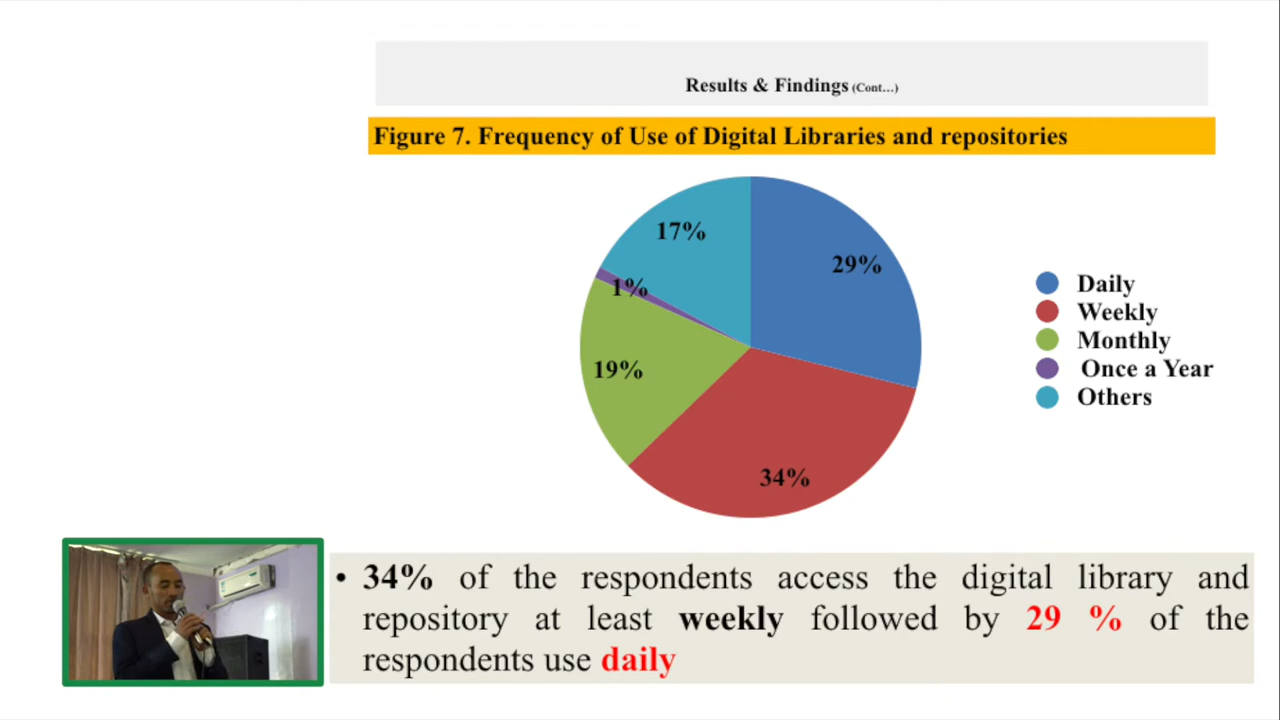 Results & Findings (Cont...)
Figure 7. Frequency of Use of Digital Libraries and repositories
17%
29%
1%
19%
34%
Daily
Weekly
Monthly
Once a Year
Others
• 34% of the respondents access the digital library and
repository at least weekly followed by 29 % of the
respondents use daily